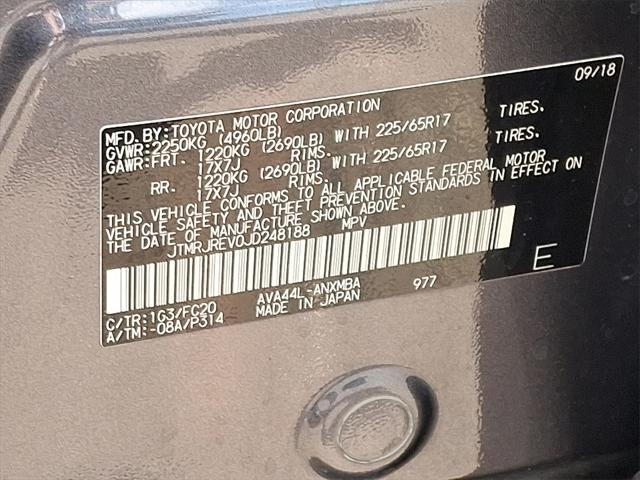 09/18
MFD. BY: TOYOTA MOTOR CORPORATION
GVWR: 2250KG (4960LB)
GAWR: FRT. 1220KG (2690LB) WITH 225/65R17 TIRES.
17X7J RIMS.
RR. 1220KG (2690LB) WITH 225/65R17 TIRES.
17X7J RIMS.
THIS VEHICLE CONFORMS TO ALL APPLICABLE FEDERAL MOTOR
VEHICLE SAFETY AND THEFT PREVENTION STANDARDS IN EFFECT ON
THE DATE OF MANUFACTURE SHOWN ABOVE.
JTMRJREV0JD248188 MPV
E
C/TR: 1G3/FC20 AVA44L-ANXMBA 977
A/TM: -08A/P314 MADE IN JAPAN